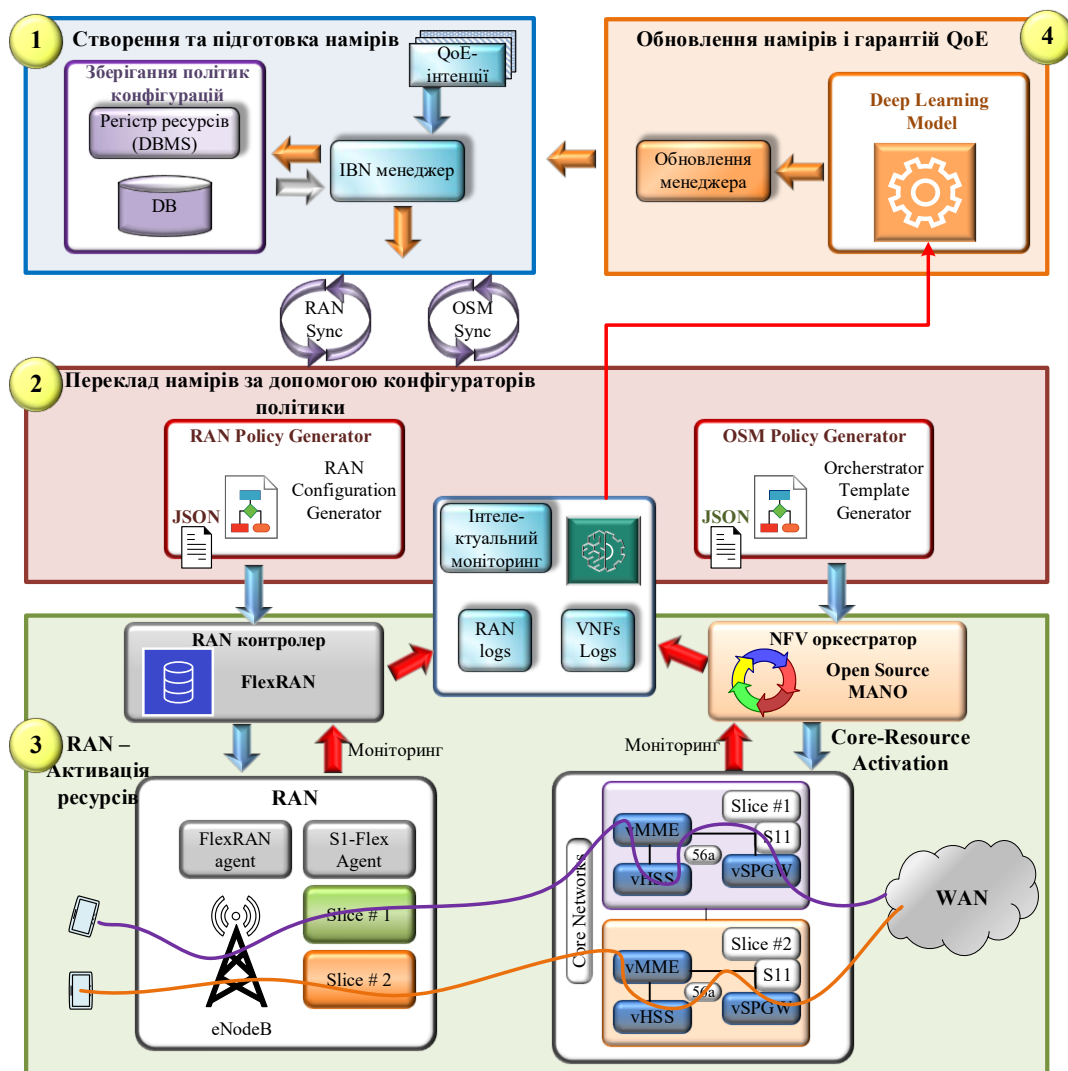 1
Створення та підготовка намірів
QoE-
інтенції
Зберігання політик
конфігурацій
Регістр ресурсів
(DBMS)
DB
IBN менеджер
4
Обновлення намірів і гарантій QoE
Deep Learning
Model
Обновлення
менеджера
RAN
Sync
OSM
Sync
2
Переклад намірів за допомогою конфігураторів
політики
RAN Policy Generator
RAN
Configuration
Generator
JSON
OSM Policy Generator
Orcherstrator
Template
Generator
JSON
Інтеле-
ктуальний
моніторинг
RAN
logs
VNFs
Logs
RAN контролер
FlexRAN
NFV оркестратор
Open Source
MANO
3
RAN –
Активація
ресурсів
Моніторинг
Моніторинг
Core-Resource
Activation
RAN
FlexRAN
agent
S1-Flex
Agent
Slice # 1
Slice # 2
eNodeB
Core Networks
Slice #1
vMME
S11
56a
vHSS
vSPGW
Slice #2
vMME
S11
56a
vHSS
vSPGW
WAN